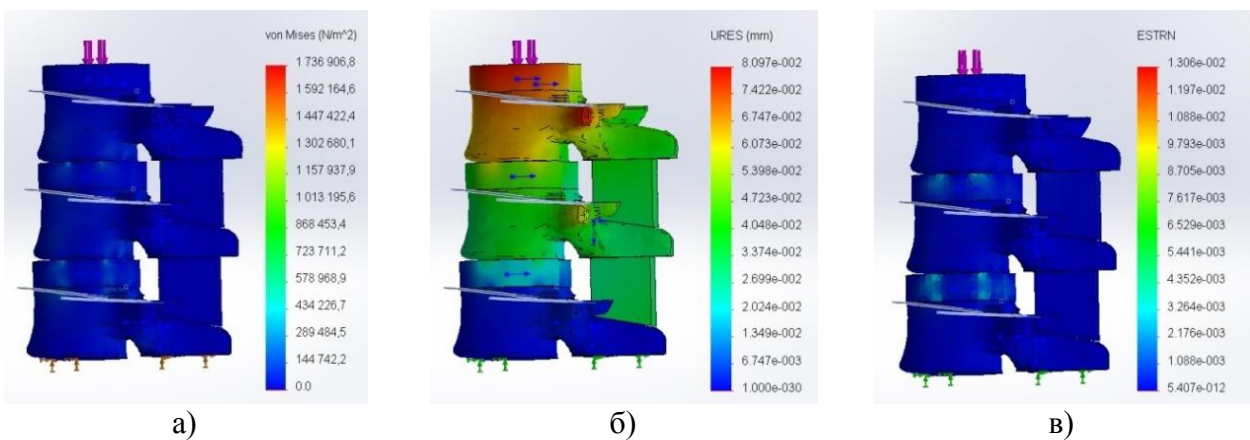 von Mises (N/m^2)
1 736 906,8
1 592 164,6
1 447 422,4
1 302 680,1
1 157 937,9
1 013 195,6
868 453,4
723 711,2
578 968,9
434 226,7
289 484,5
144 742,2
0.0
а)
URES (mm)
8.097e-002
7.422e-002
6.747e-002
6.073e-002
5.398e-002
4.723e-002
4.048e-002
3.374e-002
2.699e-002
2.024e-002
1.349e-002
6.747e-003
1.000e-030
б)
ESTRN
1.306e-002
1.197e-002
1.088e-002
9.793e-003
8.705e-003
7.617e-003
6.529e-003
5.441e-003
4.352e-003
3.264e-003
2.176e-003
1.088e-003
5.407e-012
в)